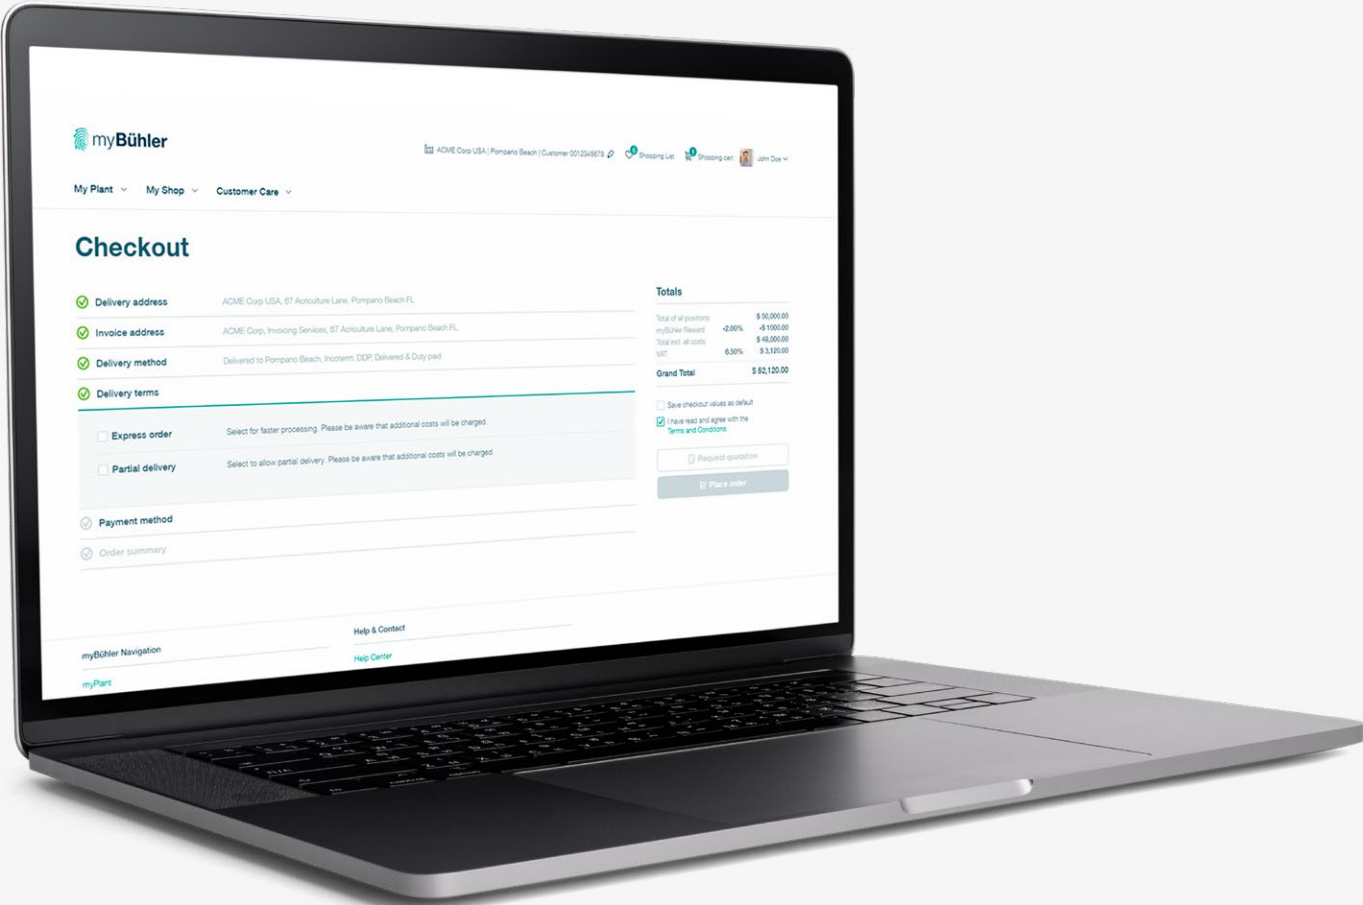 myBühler
ACME Corp USA | Pompano Beach | Customer 0012345678
Shopping List
Shopping cart
John Doe
My Plant
My Shop
Customer Care
Checkout
Delivery address
ACME Corp USA, 67 Acriculture Lane, Pompano Beach FL
Invoice address
ACME Corp, Invoicing Services, 67 Acriculture Lane, Pompano Beach FL
Delivery method
Delivered to Pompano Beach, Incoterm: DDP, Delivered & Duty paid
Delivery terms
Express order
Select for faster processing. Please be aware that additional costs will be charged.
Partial delivery
Select to allow partial delivery. Please be aware that additional costs will be charged.
Payment method
Order summary
Totals
Total of all positions $ 50,000.00
myBühler Reward -2.00% -$ 1000.00
Total incl. all costs $ 49,000.00
VAT 6.50% $ 3,120.00
Grand Total $ 52,120.00
Save checkout values as default
I have read and agree with the
Terms and Conditions
Request quotation
Place order
myBühler Navigation
myPlant
Help & Contact
Help Center
control
option